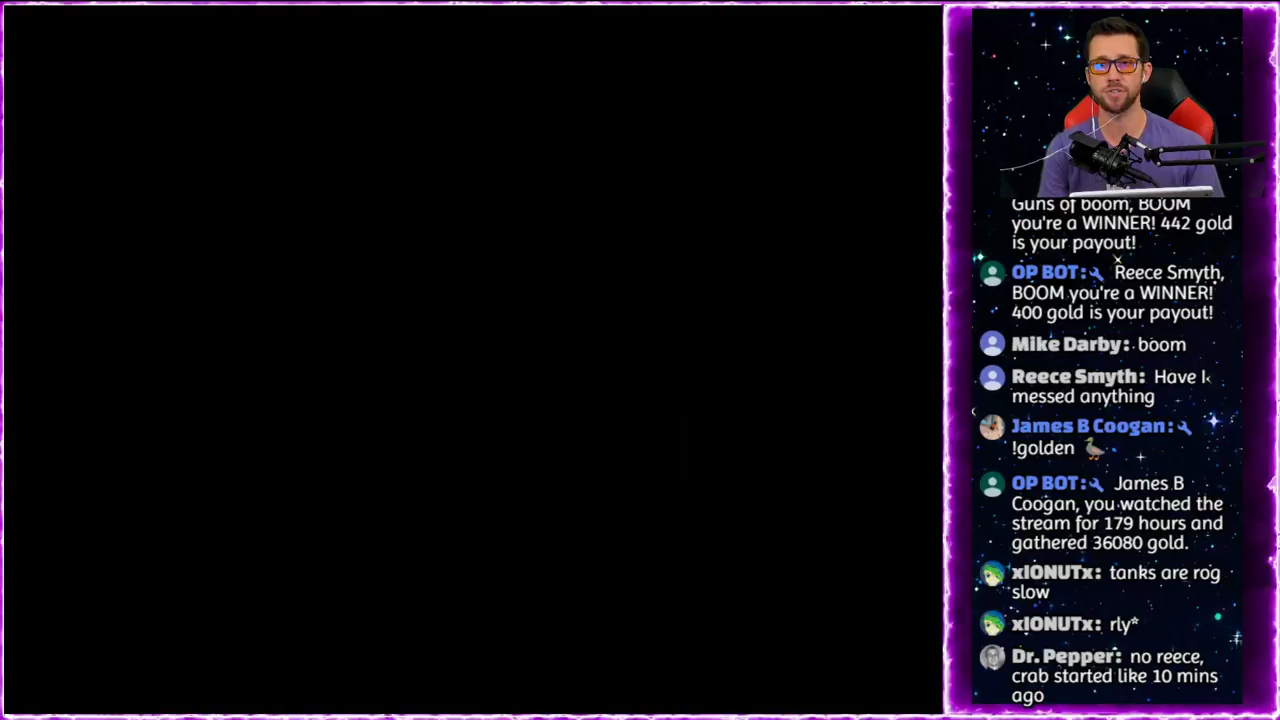 Guns of boom, BOOM
you're a WINNER! 442 gold
is your payout!
OP BOT: Reece Smyth,
BOOM you're a WINNER!
400 gold is your payout!
Mike Darby: boom
Reece Smyth: Have I
messed anything
James B Coogan:
!golden
OP BOT: James B
Coogan, you watched the
stream for 179 hours and
gathered 36080 gold.
xIONUTx: tanks are rog
slow
xIONUTx: rly*
Dr. Pepper: no reece,
crab started like 10 mins
ago